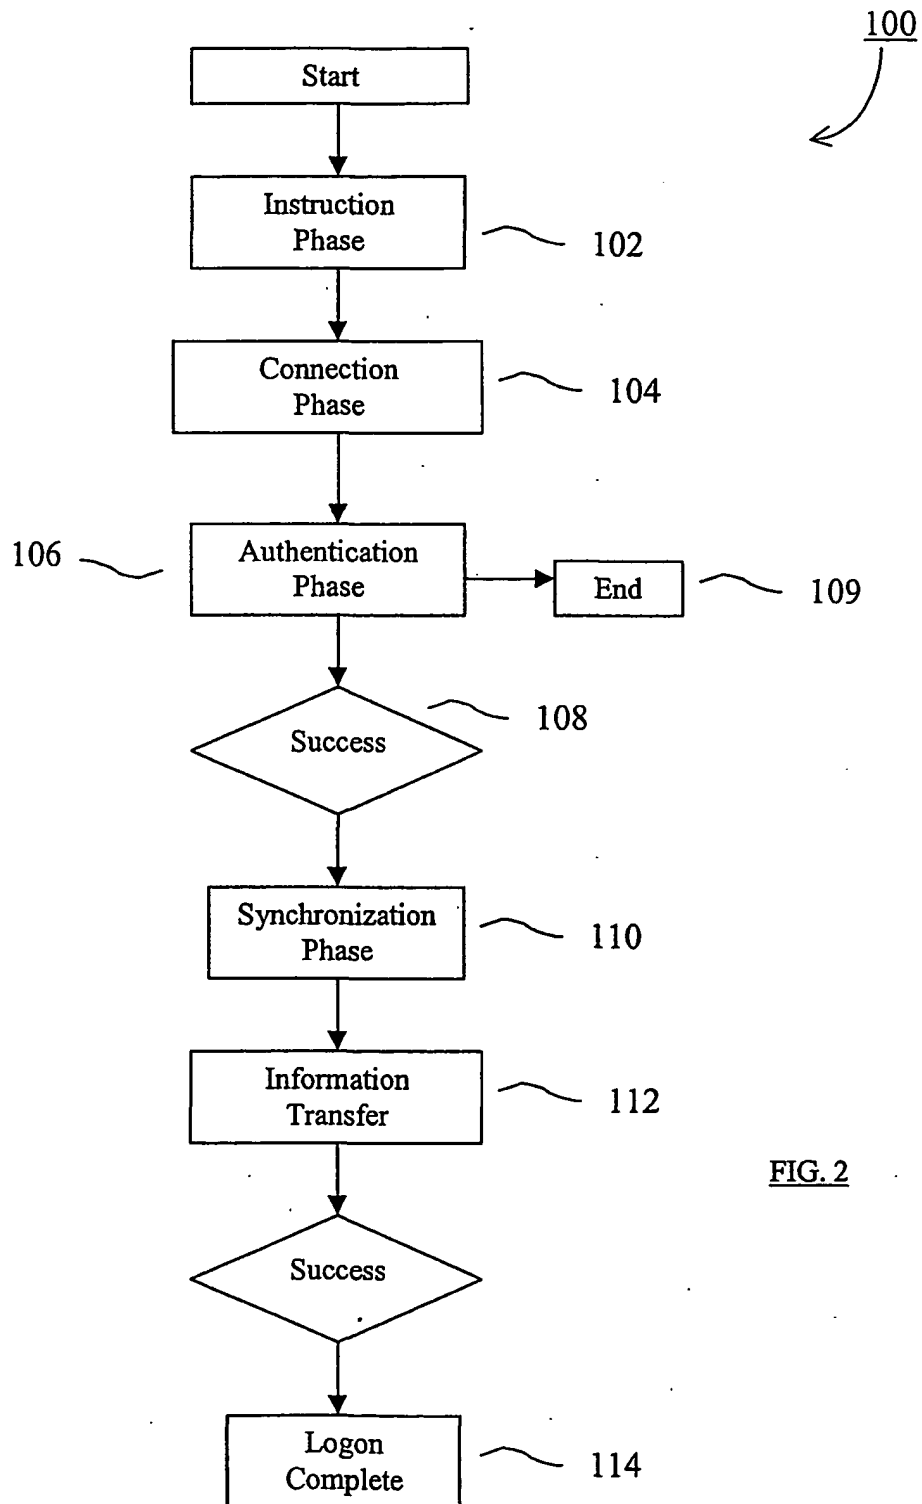 100
Start
Instruction
Phase
102
Connection
Phase
104
106
Authentication
Phase
End
109
Success
108
Synchronization
Phase
110
Information
Transfer
112
FIG. 2
Success
Logon
Complete
114